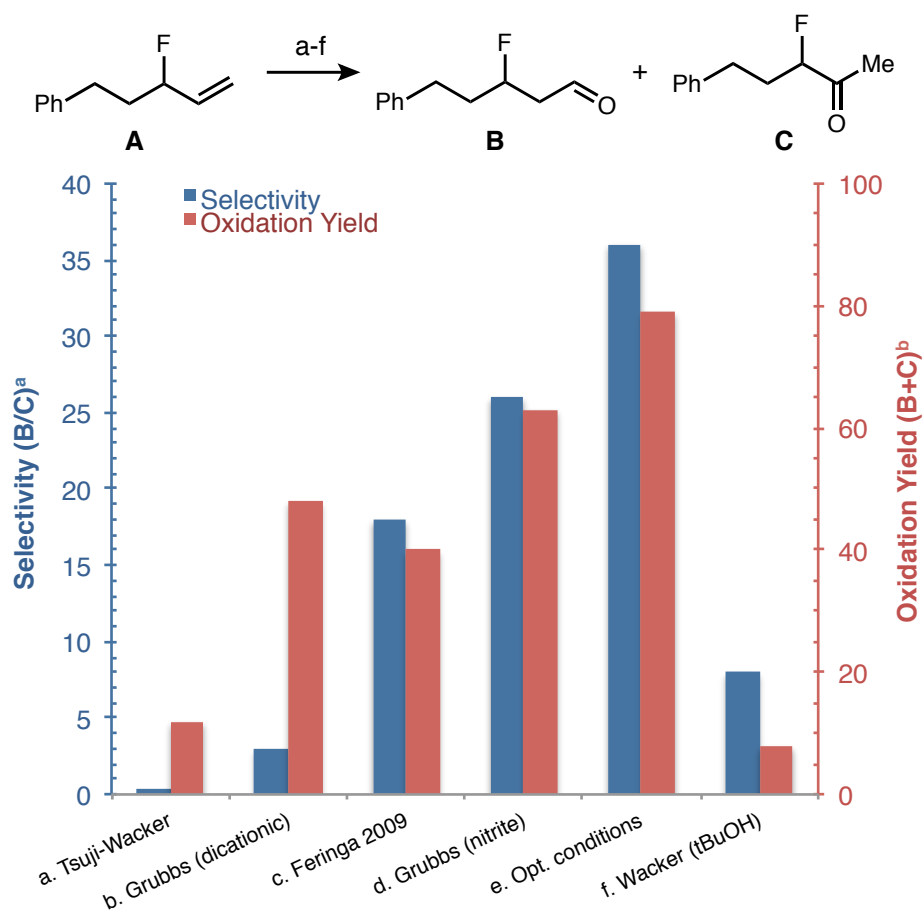 F
a-f
F
F
Ph
Ph
O
+
Ph
Me
O
A
B
C
Selectivity
Oxidation Yield
Selectivity (B/C)a
40
35
30
25
20
15
10
5
0
100
80
60
40
20
0
Oxidation Yield (B+C)b
a. Tsuji-Wacker
b. Grubbs (dicationic)
c. Feringa 2009
d. Grubbs (nitrite)
e. Opt. conditions
f. Wacker (tBuOH)